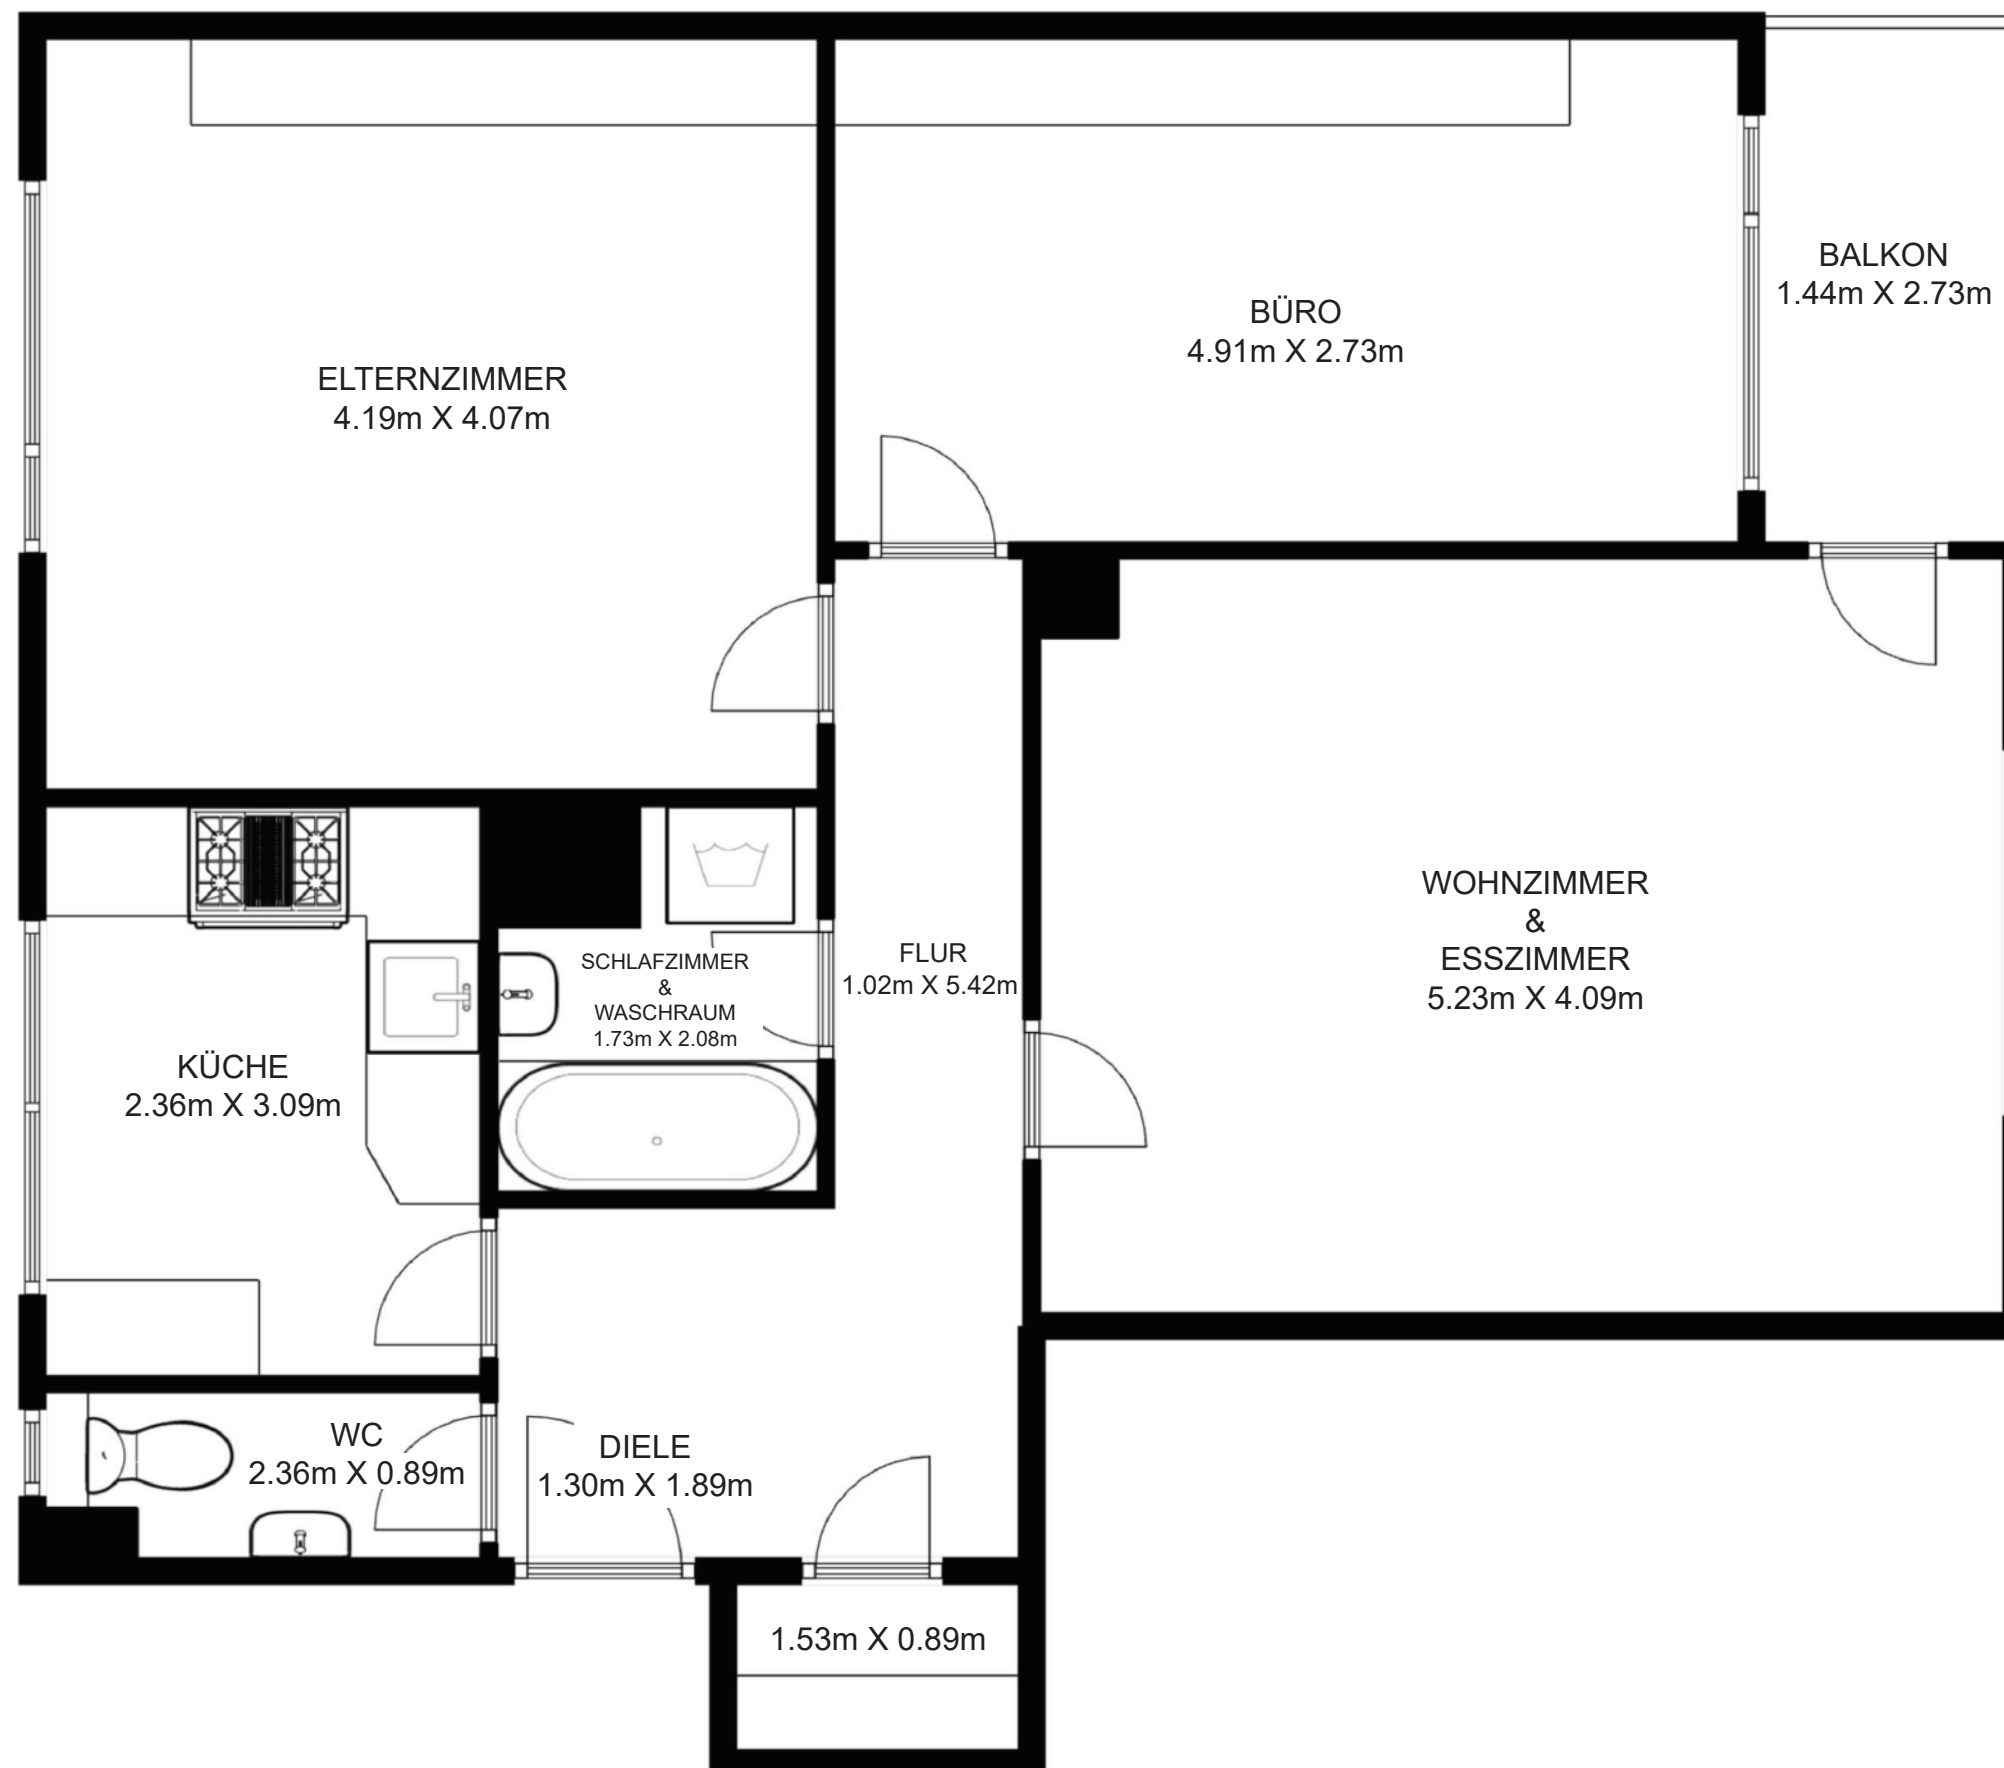 BALKON
1.44m X 2.73m
BÜRO
4.91m X 2.73m
ELTERNZIMMER
4.19m X 4.07m
WOHNZIMMER
&
ESSZIMMER
5.23m X 4.09m
FLUR
1.02m X 5.42m
SCHLAFZIMMER
&
WASCHRAUM
1.73m X 2.08m
KÜCHE
2.36m X 3.09m
WC
2.36m X 0.89m
DIELE
1.30m X 1.89m
1.53m X 0.89m